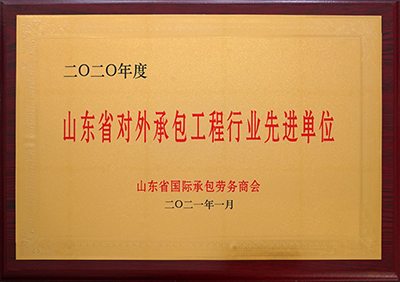 二〇二〇年度
山东省对外承包工程行业先进单位
山东省国际承包劳务商会
二〇二一年一月